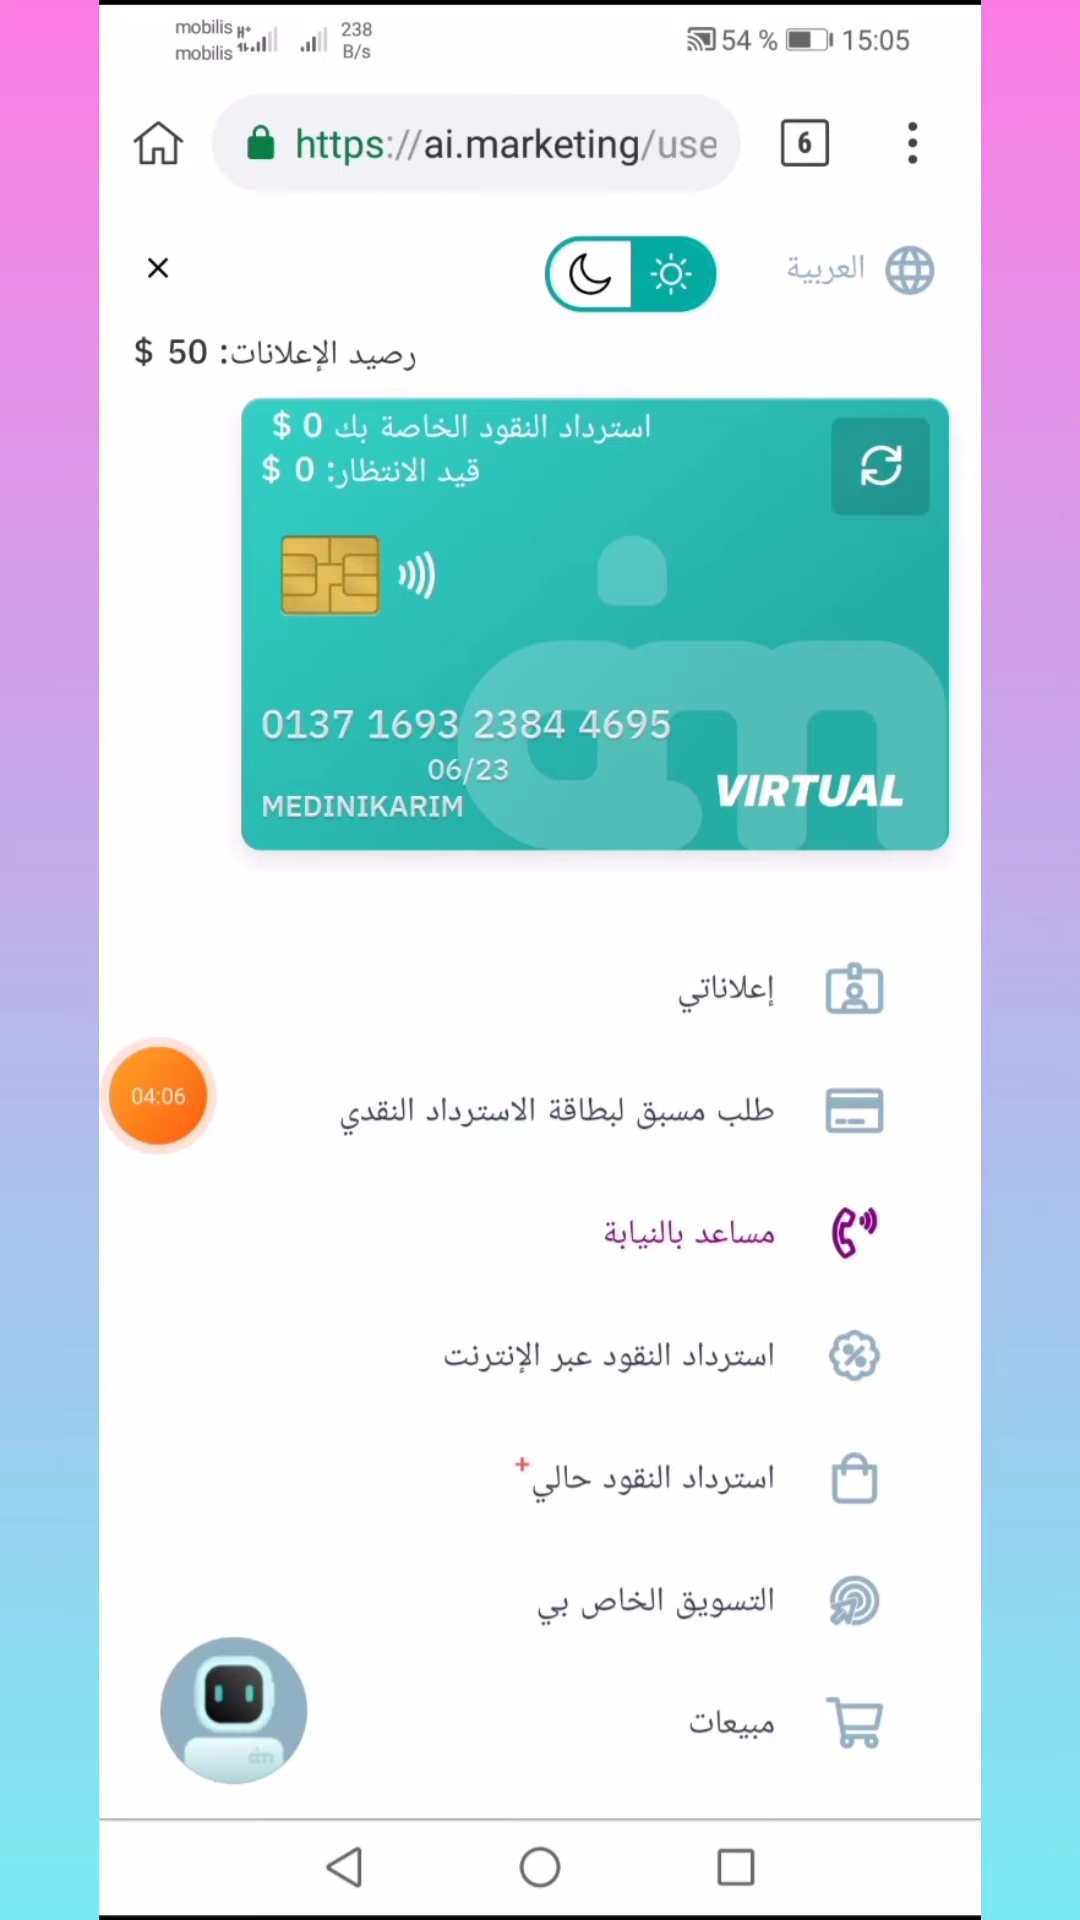 mobilis H+
mobilis
238
B/s
54 %
15:05
https://ai.marketing/use
6
العربية
رصيد الإعلانات: 50 $
استرداد النقود الخاصة بك 0 $
قيد الانتظار: 0 $
0137 1693 2384 4695
06/23
MEDINIKARIM
VIRTUAL
إعلاناتي
طلب مسبق لبطاقة الاسترداد النقدي
04:06
مساعد بالنيابة
استرداد النقود عبر الإنترنت
استرداد النقود حالي+
التسويق الخاص بي
مبيعات